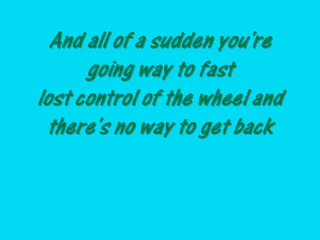 And all of a sudden you're
going way to fast
lost control of the wheel and
there's no way to get back